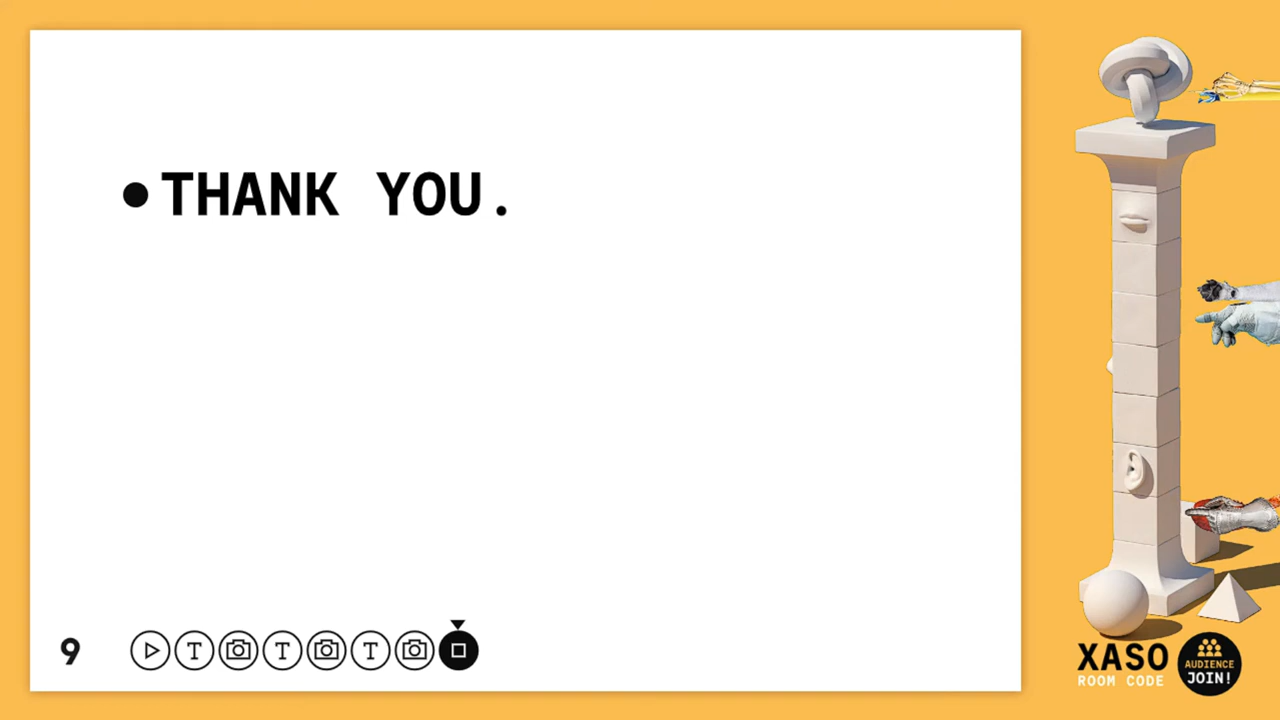 THANK YOU.
9
T T T
XASO
ROOM CODE
AUDIENCE
JOIN!